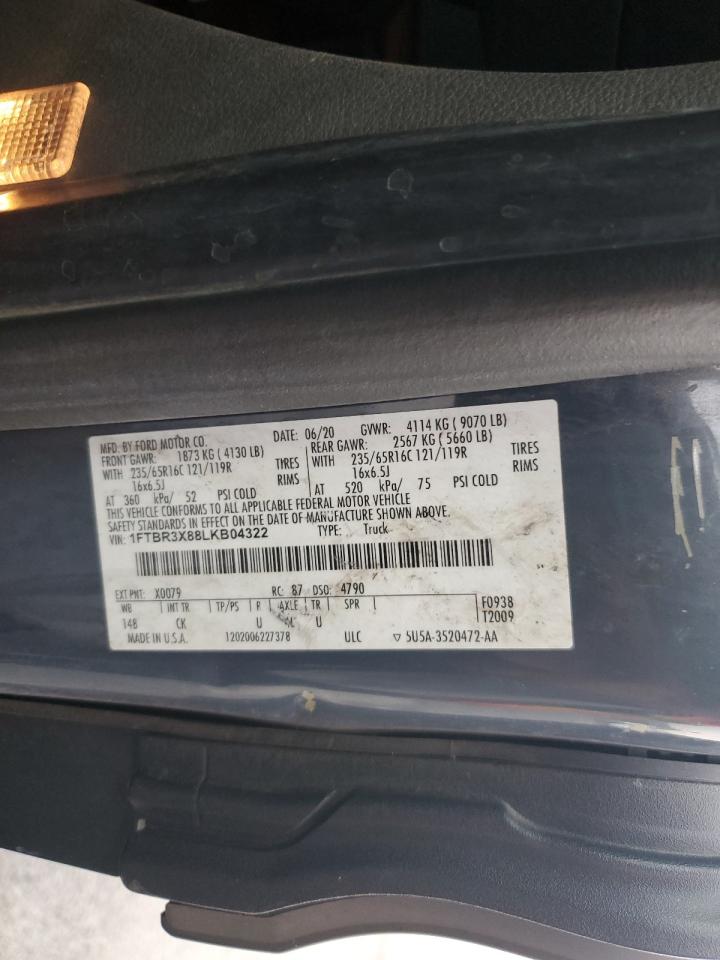 MFD. BY FORD MOTOR CO. DATE: 06/20 GVWR: 4114 KG ( 9070 LB)
FRONT GAWR: 1873 KG ( 4130 LB) REAR GAWR: 2567 KG ( 5660 LB)
WITH 235/65R16C 121/119R TIRES WITH 235/65R16C 121/119R TIRES
16x6.5J RIMS 16x6.5J RIMS
AT 360 kPa/ 52 PSI COLD AT 520 kPa/ 75 PSI COLD
THIS VEHICLE CONFORMS TO ALL APPLICABLE FEDERAL MOTOR VEHICLE
SAFETY STANDARDS IN EFFECT ON THE DATE OF MANUFACTURE SHOWN ABOVE.
VIN: 1FTBR3X88LKB04322 TYPE: Truck
EXT PNT: X0079 RC: 87 DSO: 4790
WB INT TR TP/PS R AXLE TR SPR F0938
148 CK U U T2009
MADE IN U.S.A. 1202006227378 ULC ▽ 5U5A-3520472-AA